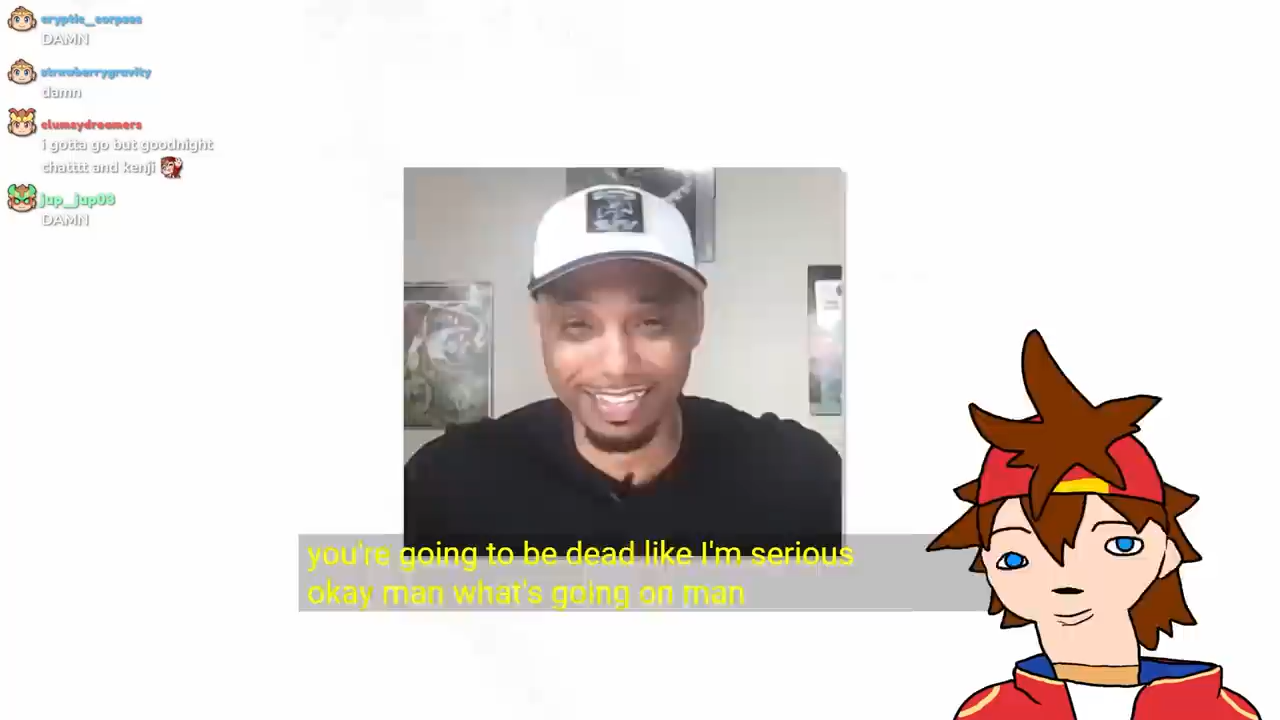 cryptic_corpses
DAMN
strawberrygravity
damn
clumsydreamers
i gotta go but goodnight
chatttt and kenji
jup_jup03
DAMN
you're going to be dead like I'm serious
okay man what's going on man